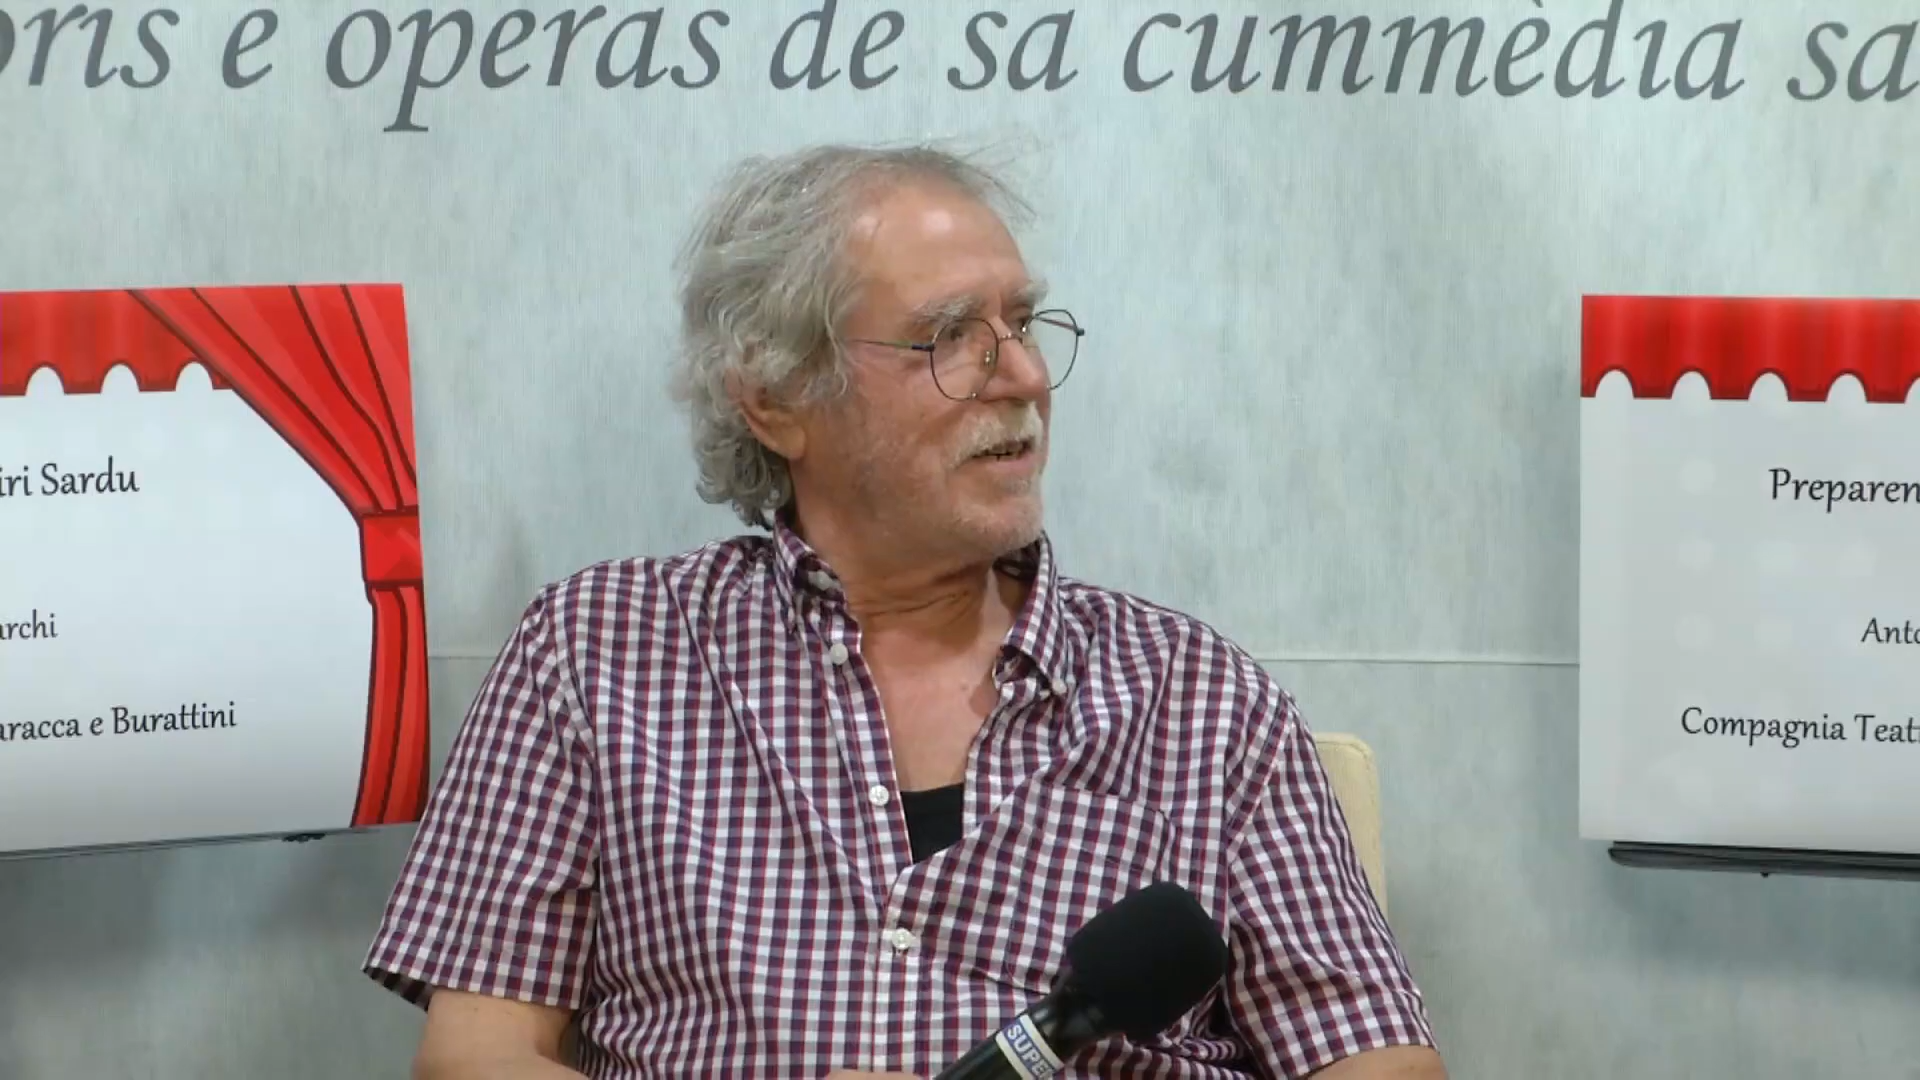 oris e operas de sa cummèdia sa
iri Sardu
archi
aracca e Burattini
Preparen
Anto
Compagnia Teat
SUPE